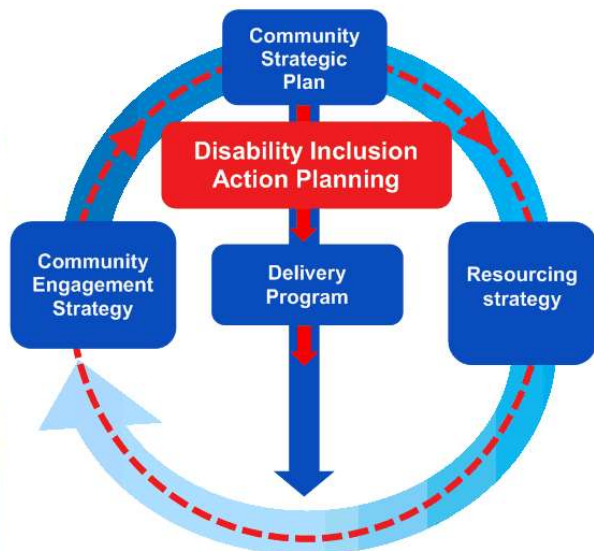 Community
Strategic
Plan
Disability Inclusion
Action Planning
Community
Engagement
Strategy
Delivery
Program
Resourcing
strategy